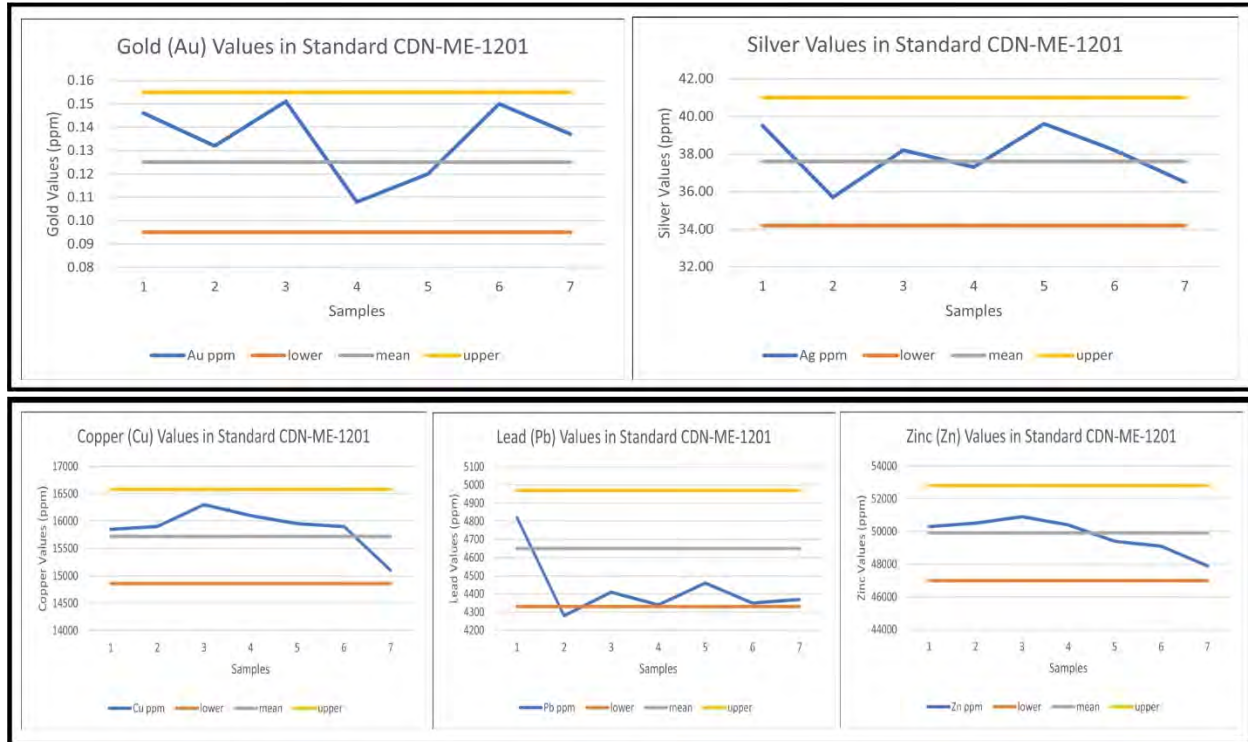 Gold (Au) Values in Standard CDN-ME-1201
Gold Values (ppm)
0.16
0.15
0.14
0.13
0.12
0.11
0.10
0.09
0.08
1 2 3 4 5 6 7
Samples
Au ppm lower mean upper
Silver Values in Standard CDN-ME-1201
Silver Values (ppm)
42.00
40.00
38.00
36.00
34.00
32.00
1 2 3 4 5 6 7
Samples
Ag ppm lower mean upper
Copper (Cu) Values in Standard CDN-ME-1201
Copper Values (ppm)
17000
16500
16000
15500
15000
14500
14000
1 2 3 4 5 6 7
Samples
Cu ppm lower mean upper
Lead (Pb) Values in Standard CDN-ME-1201
Lead Values (ppm)
5100
5000
4900
4800
4700
4600
4500
4400
4300
4200
1 2 3 4 5 6 7
Samples
Pb ppm lower mean upper
Zinc (Zn) Values in Standard CDN-ME-1201
Zinc Values (ppm)
54000
52000
50000
48000
46000
44000
1 2 3 4 5 6 7
Samples
Zn ppm lower mean upper